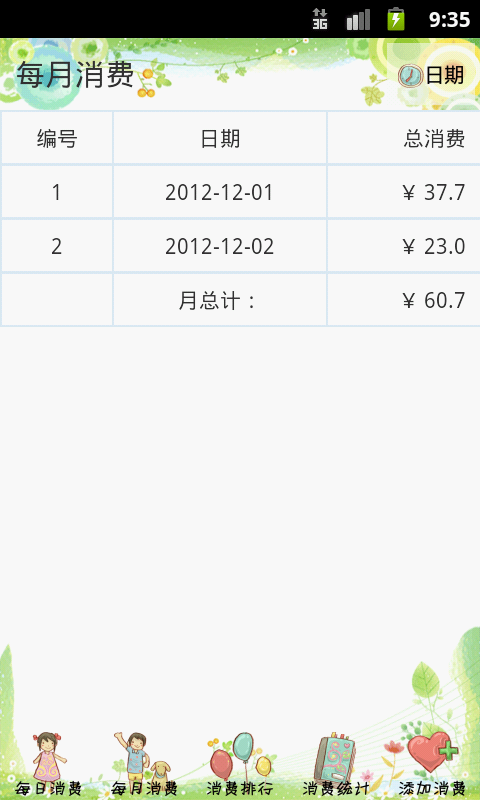 3G 9:35
每月消费 日期
编号 日期 总消费
1 2012-12-01 ¥ 37.7
2 2012-12-02 ¥ 23.0
月总计： ¥ 60.7
每日消费 每月消费 消费排行 消费统计 添加消费